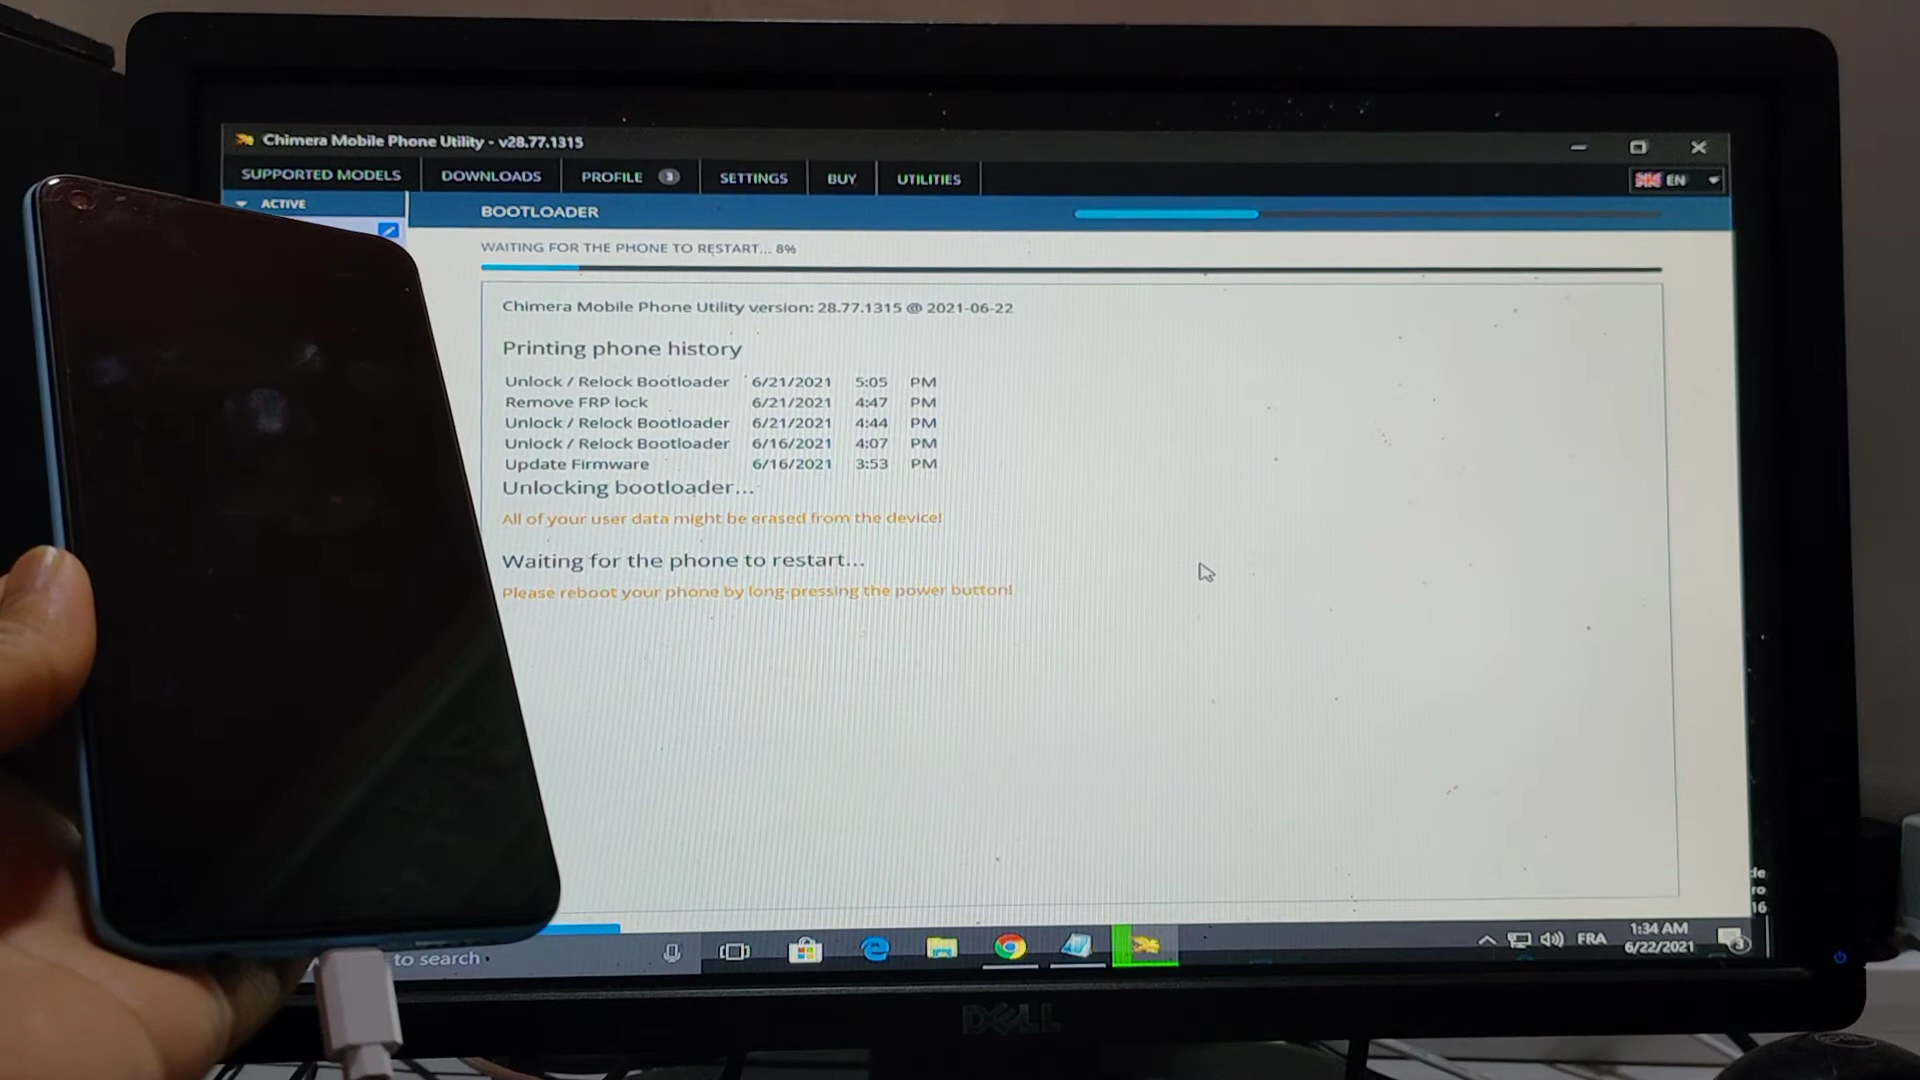 Chimera Mobile Phone Utility - v28.77.1315
SUPPORTED MODELS DOWNLOADS PROFILE 3 SETTINGS BUY UTILITIES EN
ACTIVE
BOOTLOADER
WAITING FOR THE PHONE TO RESTART... 8%
Chimera Mobile Phone Utility version: 28.77.1315 @ 2021-06-22
Printing phone history
Unlock / Relock Bootloader 6/21/2021 5:05 PM
Remove FRP lock 6/21/2021 4:47 PM
Unlock / Relock Bootloader 6/21/2021 4:44 PM
Unlock / Relock Bootloader 6/16/2021 4:07 PM
Update Firmware 6/16/2021 3:53 PM
Unlocking bootloader...
All of your user data might be erased from the device!
Waiting for the phone to restart...
Please reboot your phone by long-pressing the power button!
de
ro
16
to search
FRA
1:34 AM
6/22/2021
3
DELL